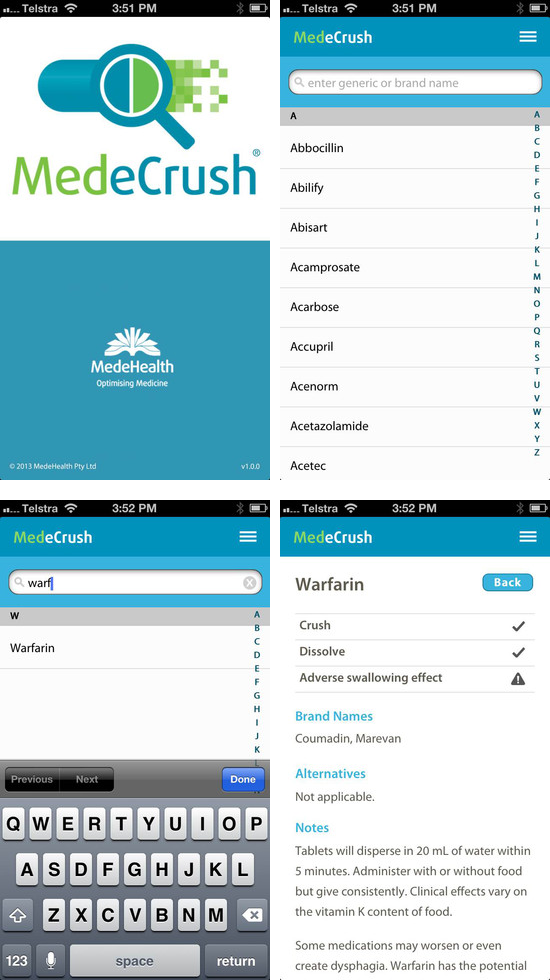 Telstra 3:51 PM
MedeCrush®
MedeHealth
Optimising Medicine
© 2013 MedeHealth Pty Ltd v1.0.0
Telstra 3:51 PM
MedeCrush
enter generic or brand name
A
Abbocillin
Abilify
Abisart
Acamprosate
Acarbose
Accupril
Acenorm
Acetazolamide
Acetec
A
B
C
D
E
F
G
H
I
J
K
L
M
N
O
P
Q
R
S
T
U
V
W
X
Y
Z
Telstra 3:52 PM
MedeCrush
warf
W
Warfarin
A
B
C
D
E
F
G
H
I
J
K
Previous Next Done
Q W E R T Y U I O P
A S D F G H J K L
Z X C V B N M
123 space return
Telstra 3:52 PM
MedeCrush
Warfarin Back
Crush
Dissolve
Adverse swallowing effect
Brand Names
Coumadin, Marevan
Alternatives
Not applicable.
Notes
Tablets will disperse in 20 mL of water within
5 minutes. Administer with or without food
but give consistently. Clinical effects vary on
the vitamin K content of food.
Some medications may worsen or even
create dysphagia. Warfarin has the potential